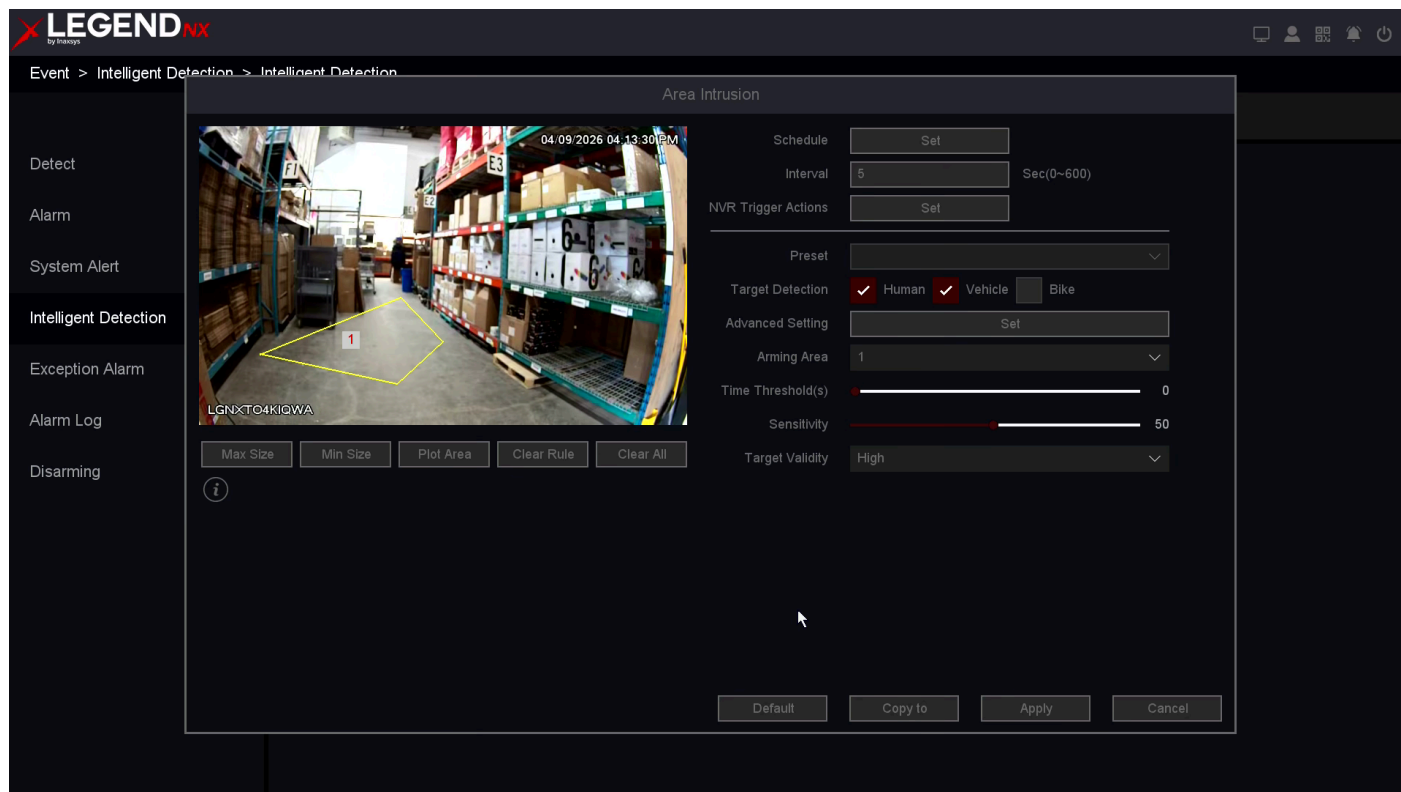 LEGEND NX
by Inaxsys
Event > Intelligent Detection > Intelligent Detection
Area Intrusion
Detect
Alarm
System Alert
Intelligent Detection
Exception Alarm
Alarm Log
Disarming
04/09/2026 04:13:30 PM
F1
E3
E2
1
LGNXTO4KIQWA
Max Size
Min Size
Plot Area
Clear Rule
Clear All
i
Schedule Set
Interval 5 Sec(0~600)
NVR Trigger Actions Set
Preset
Target Detection Human Vehicle Bike
Advanced Setting Set
Arming Area 1
Time Threshold(s) 0
Sensitivity 50
Target Validity High
Default Copy to Apply Cancel